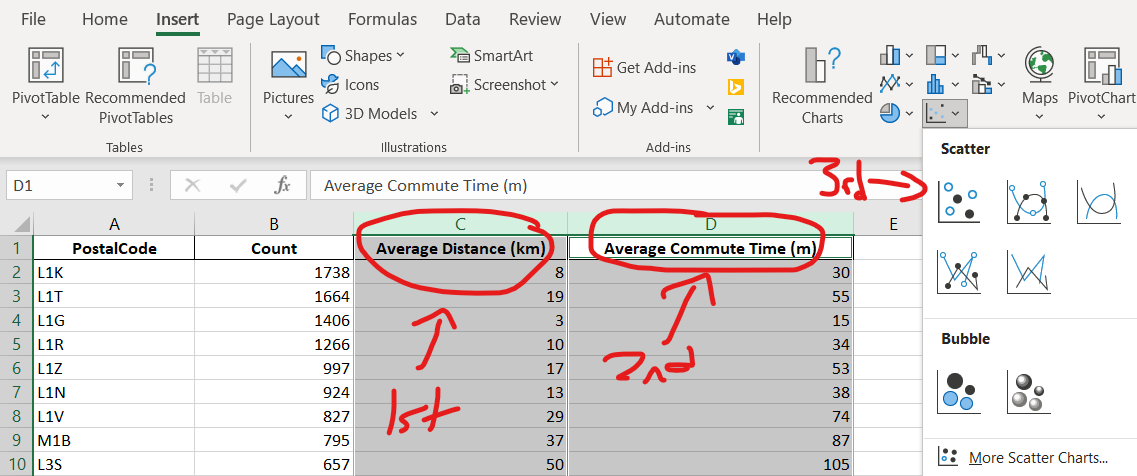 File Home Insert Page Layout Formulas Data Review View Automate Help
PivotTable Recommended PivotTables Table
Tables
Pictures Shapes Icons 3D Models SmartArt Screenshot
Illustrations
Get Add-ins
My Add-ins
Add-ins
Recommended Charts
Maps PivotChart
Scatter
3rd
D1 fx Average Commute Time (m)
A B C D E
1 PostalCode Count Average Distance (km) Average Commute Time (m)
2 L1K 1738 8 30
3 L1T 1664 19 55
4 L1G 1406 3 15
5 L1R 1266 10 34
6 L1Z 997 17 53
7 L1N 924 13 38
8 L1V 827 29 74
9 M1B 795 37 87
10 L3S 657 50 105
1st
2nd
Bubble
More Scatter Charts...